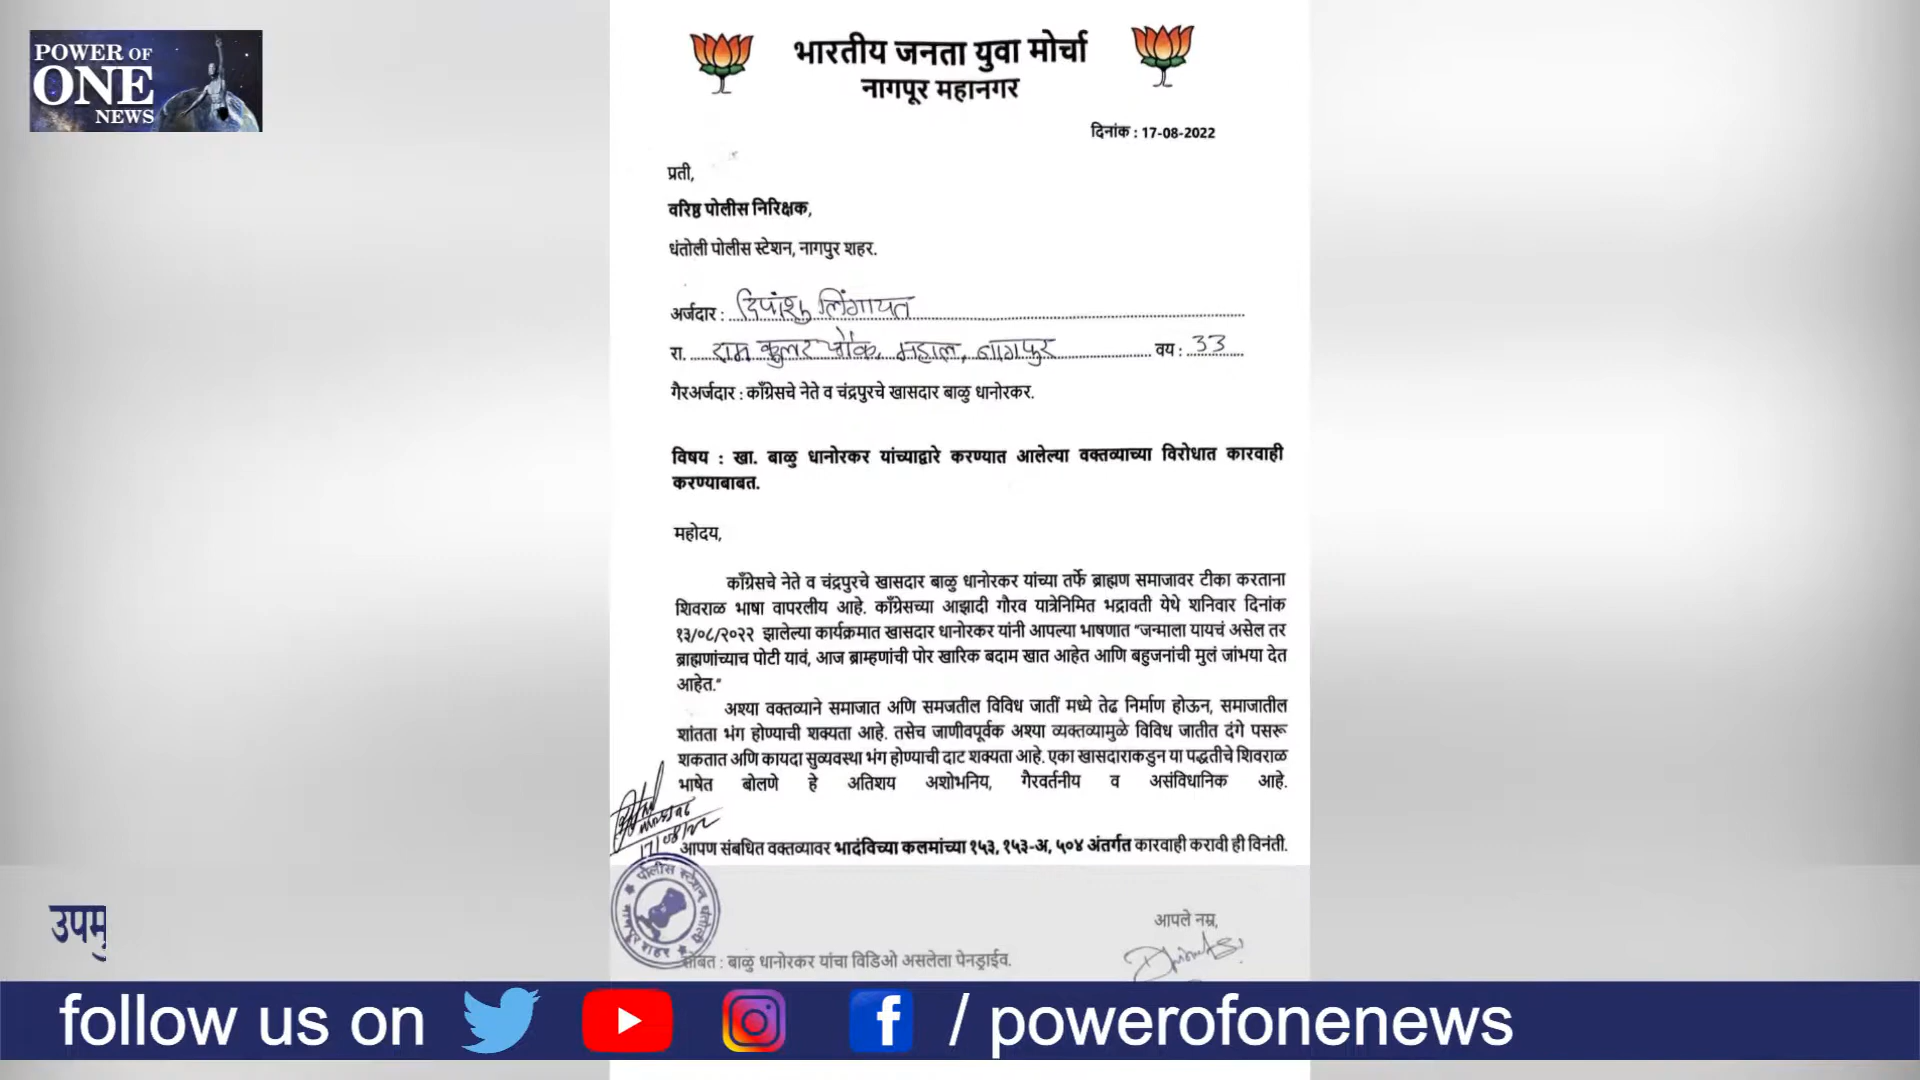 POWER OF
ONE
NEWS
भारतीय जनता युवा मोर्चा
नागपूर महानगर
दिनांक : 17-08-2022
प्रती,
वरिष्ठ पोलीस निरिक्षक,
धंतोली पोलीस स्टेशन, नागपुर शहर.
अर्जदार : दिपांशु लिंगायत
रा. राम कुलर चौक, महाल, नागपुर वय : 33
गैरअर्जदार : काँग्रेसचे नेते व चंद्रपुरचे खासदार बाळु धानोरकर.
विषय : खा. बाळु धानोरकर यांच्याद्वारे करण्यात आलेल्या वक्तव्याच्या विरोधात कारवाही
करण्याबाबत.
महोदय,
काँग्रेसचे नेते व चंद्रपुरचे खासदार बाळु धानोरकर यांच्या तर्फे ब्राह्मण समाजावर टीका करताना
शिवराळ भाषा वापरलीय आहे. काँग्रेसच्या आझादी गौरव यात्रेनिमित भद्रावती येथे शनिवार दिनांक
१३/०८/२०२२ झालेल्या कार्यक्रमात खासदार धानोरकर यांनी आपल्या भाषणात "जन्माला यायचं असेल तर
ब्राह्मणांच्याच पोटी यावं, आज ब्राम्हणांची पोर खारिक बदाम खात आहेत आणि बहुजनांची मुलं जांभया देत
आहेत."
अश्या वक्तव्याने समाजात अणि समजतील विविध जातीं मध्ये तेढ निर्माण होऊन, समाजातील
शांतता भंग होण्याची शक्यता आहे. तसेच जाणीवपूर्वक अश्या व्यक्तव्यामुळे विविध जातीत दंगे पसरू
शकतात अणि कायदा सुव्यवस्था भंग होण्याची दाट शक्यता आहे. एका खासदाराकडुन या पद्धतीचे शिवराळ
भाषेत बोलणे हे अतिशय अशोभनिय, गैरवर्तनीय व असंविधानिक आहे.
17/08/22
आपण संबधित वक्तव्यावर भादंविच्या कलमांच्या १५३, १५३-अ, ५०४ अंतर्गत कारवाही करावी ही विनंती.
पोलीस स्टेशन धंतोली
नागपूर शहर
आपले नम्र,
सोबत : बाळु धानोरकर यांचा विडिओ असलेला पेनड्राईव.
उपमु
follow us on / powerofonenews